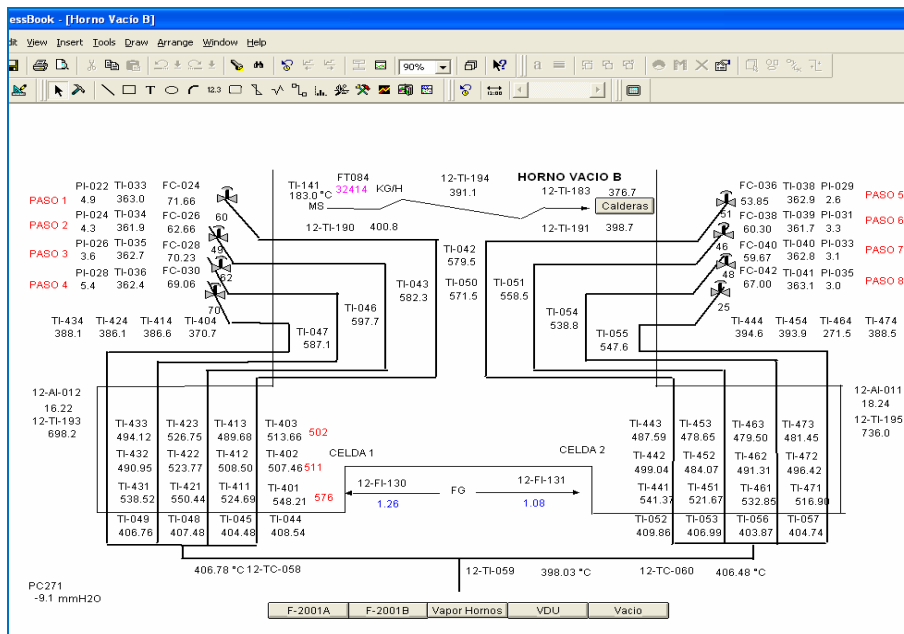 essBook - [Horno Vacío B]
dit View Insert Tools Draw Arrange Window Help
90%
a
12.3
12:00
HORNO VACIO B
FT084
32414 KG/H
TI-141
183.0 °C
MS
12-TI-194
391.1
12-TI-183 376.7
Calderas
12-TI-190 400.8
12-TI-191 398.7
PI-022 TI-033 FC-024
PASO 1 4.9 363.0 71.66
60
PI-024 TI-034 FC-026
PASO 2 4.3 361.9 62.66
49
PI-026 TI-035 FC-028
PASO 3 3.6 362.7 70.23
62
PI-028 TI-036 FC-030
PASO 4 5.4 362.4 69.06
70
FC-036 TI-038 PI-029 PASO 5
53.85 362.9 2.6
51
FC-038 TI-039 PI-031 PASO 6
60.30 361.7 3.3
46
FC-040 TI-040 PI-033 PASO 7
59.67 362.8 3.1
48
FC-042 TI-041 PI-035 PASO 8
67.00 363.1 3.0
25
TI-042
579.5
TI-043
582.3
TI-050
571.5
TI-051
558.5
TI-046
597.7
TI-054
538.8
TI-047
587.1
TI-055
547.6
TI-434 TI-424 TI-414 TI-404
388.1 386.1 386.6 370.7
TI-444 TI-454 TI-464 TI-474
394.6 393.9 271.5 388.5
12-AI-012
16.22
12-TI-193
698.2
12-AI-011
18.24
12-TI-195
736.0
TI-433 TI-423 TI-413 TI-403
494.12 526.75 489.68 513.66 502
TI-432 TI-422 TI-412 TI-402
490.95 523.77 508.50 507.46 511
TI-431 TI-421 TI-411 TI-401
538.52 550.44 524.69 548.21 576
TI-049 TI-048 TI-045 TI-044
406.76 407.48 404.48 408.54
CELDA 1
CELDA 2
12-FI-130 FG 12-FI-131
1.26 1.08
TI-443 TI-453 TI-463 TI-473
487.59 478.65 479.50 481.45
TI-442 TI-452 TI-462 TI-472
499.04 484.07 491.31 496.42
TI-441 TI-451 TI-461 TI-471
541.37 521.67 532.85 516.90
TI-052 TI-053 TI-056 TI-057
409.86 406.99 403.87 404.74
406.78 °C 12-TC-058 12-TI-059 398.03 °C 12-TC-060 406.48 °C
PC271
-9.1 mmH2O
F-2001A F-2001B Vapor Hornos VDU Vacio